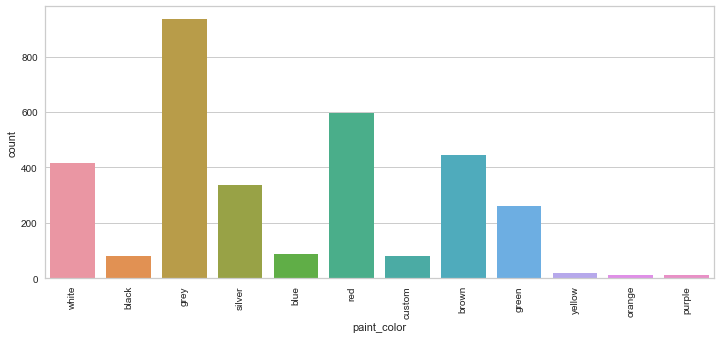 count
800
600
400
200
0
white
black
grey
silver
blue
red
custom
brown
green
yellow
orange
purple
paint_color